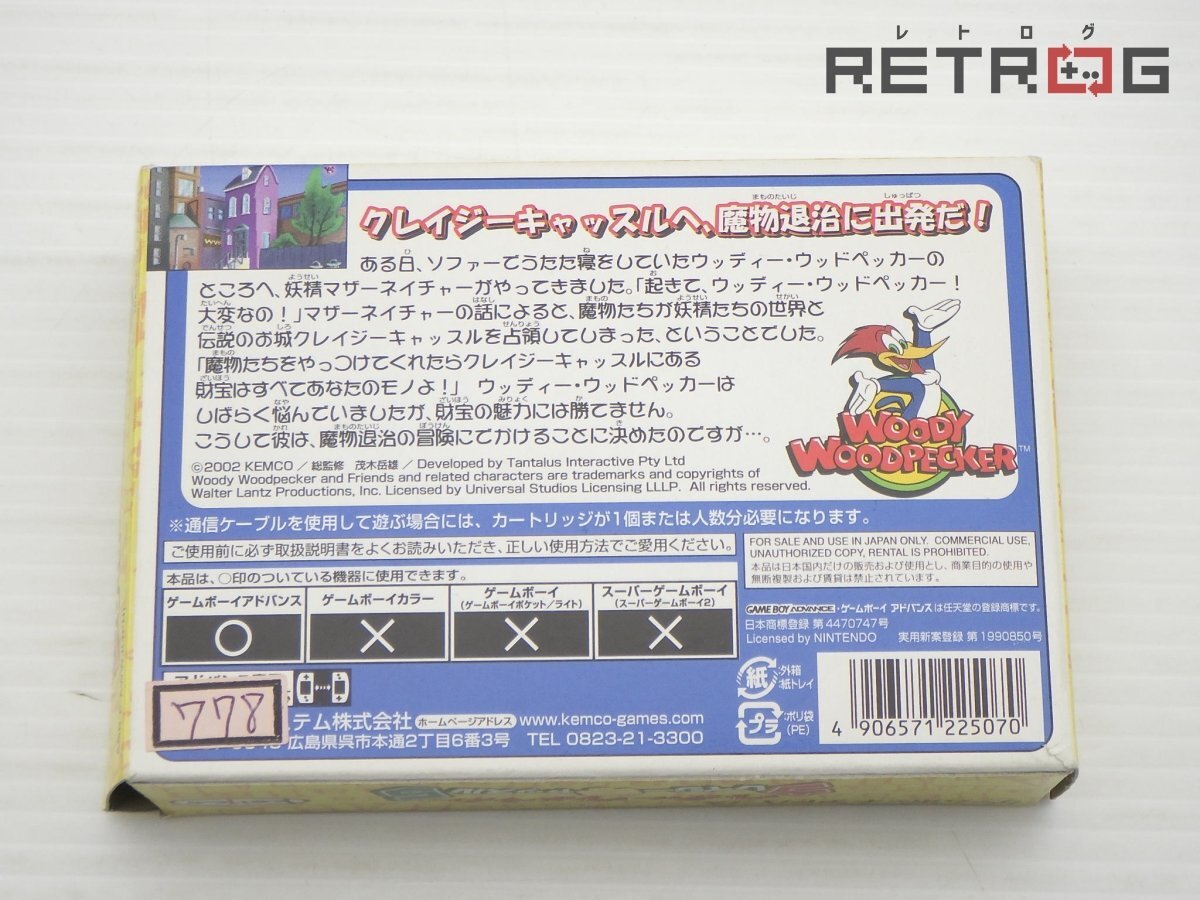 レトログ
RETROG
クレイジーキャッスルへ、魔物退治に出発だ！
ある日、ソファーでうたた寝をしていたウッディー・ウッドペッカーの
ところへ、妖精マザーネイチャーがやってきました。「起きて、ウッディー・ウッドペッカー！
大変なの！」マザーネイチャーの話によると、魔物たちが妖精たちの世界と
伝説のお城クレイジーキャッスルを占領してしまった、ということでした。
「魔物たちをやっつけてくれたらクレイジーキャッスルにある
財宝はすべてあなたのモノよ！」 ウッディー・ウッドペッカーは
しばらく悩んでいましたが、財宝の魅力には勝てません。
こうして彼は、魔物退治の冒険にでかけることに決めたのですが…。
WOODY
WOODPECKER™
©2002 KEMCO／総監修 茂木岳雄／Developed by Tantalus Interactive Pty Ltd
Woody Woodpecker and Friends and related characters are trademarks and copyrights of
Walter Lantz Productions, Inc. Licensed by Universal Studios Licensing LLLP. All rights reserved.
※通信ケーブルを使用して遊ぶ場合には、カートリッジが1個または人数分必要になります。
ご使用前に必ず取扱説明書をよくお読みいただき、正しい使用方法でご愛用ください。
本品は、○印のついている機器に使用できます。
ゲームボーイアドバンス ゲームボーイカラー ゲームボーイ スーパーゲームボーイ
(ゲームボーイポケット/ライト) (スーパーゲームボーイ2)
○ × × ×
FOR SALE AND USE IN JAPAN ONLY. COMMERCIAL USE,
UNAUTHORIZED COPY, RENTAL IS PROHIBITED.
本品は日本国内だけの販売および使用とし、商業目的の使用や
無断複製および賃貸は禁止されています。
GAME BOY ADVANCE・ゲームボーイ アドバンスは任天堂の登録商標です。
日本商標登録 第4470747号
Licensed by NINTENDO 実用新案登録 第1990850号
778
テム株式会社 ホームページアドレス www.kemco-games.com
広島県呉市本通2丁目6番3号 TEL 0823-21-3300
紙 :外箱
:紙トレイ
プラ :ポリ袋
(PE)
4 906571 225070